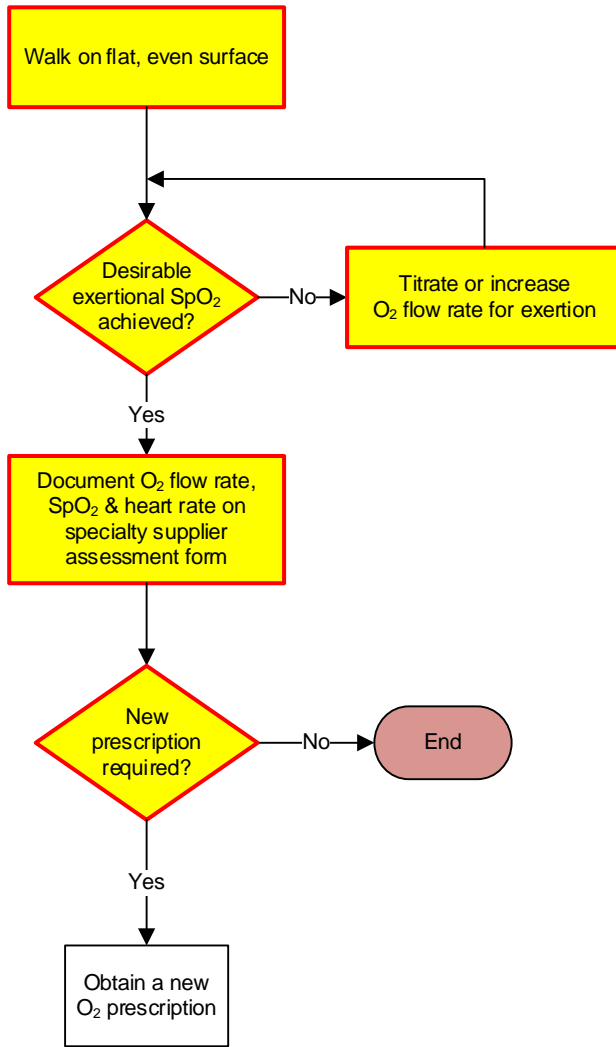 Walk on flat, even surface
Desirable
exertional SpO₂
achieved?
No
Titrate or increase
O₂ flow rate for exertion
Yes
Document O₂ flow rate,
SpO₂ & heart rate on
specialty supplier
assessment form
New
prescription
required?
No
End
Yes
Obtain a new
O₂ prescription